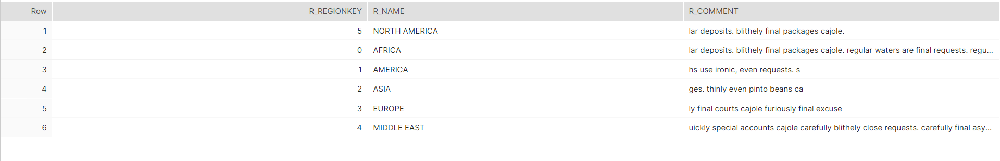 Row R_REGIONKEY R_NAME R_COMMENT
1 5 NORTH AMERICA lar deposits. blithely final packages cajole.
2 0 AFRICA lar deposits. blithely final packages cajole. regular waters are final requests. regu...
3 1 AMERICA hs use ironic, even requests. s
4 2 ASIA ges. thinly even pinto beans ca
5 3 EUROPE ly final courts cajole furiously final excuse
6 4 MIDDLE EAST uickly special accounts cajole carefully blithely close requests. carefully final asy...